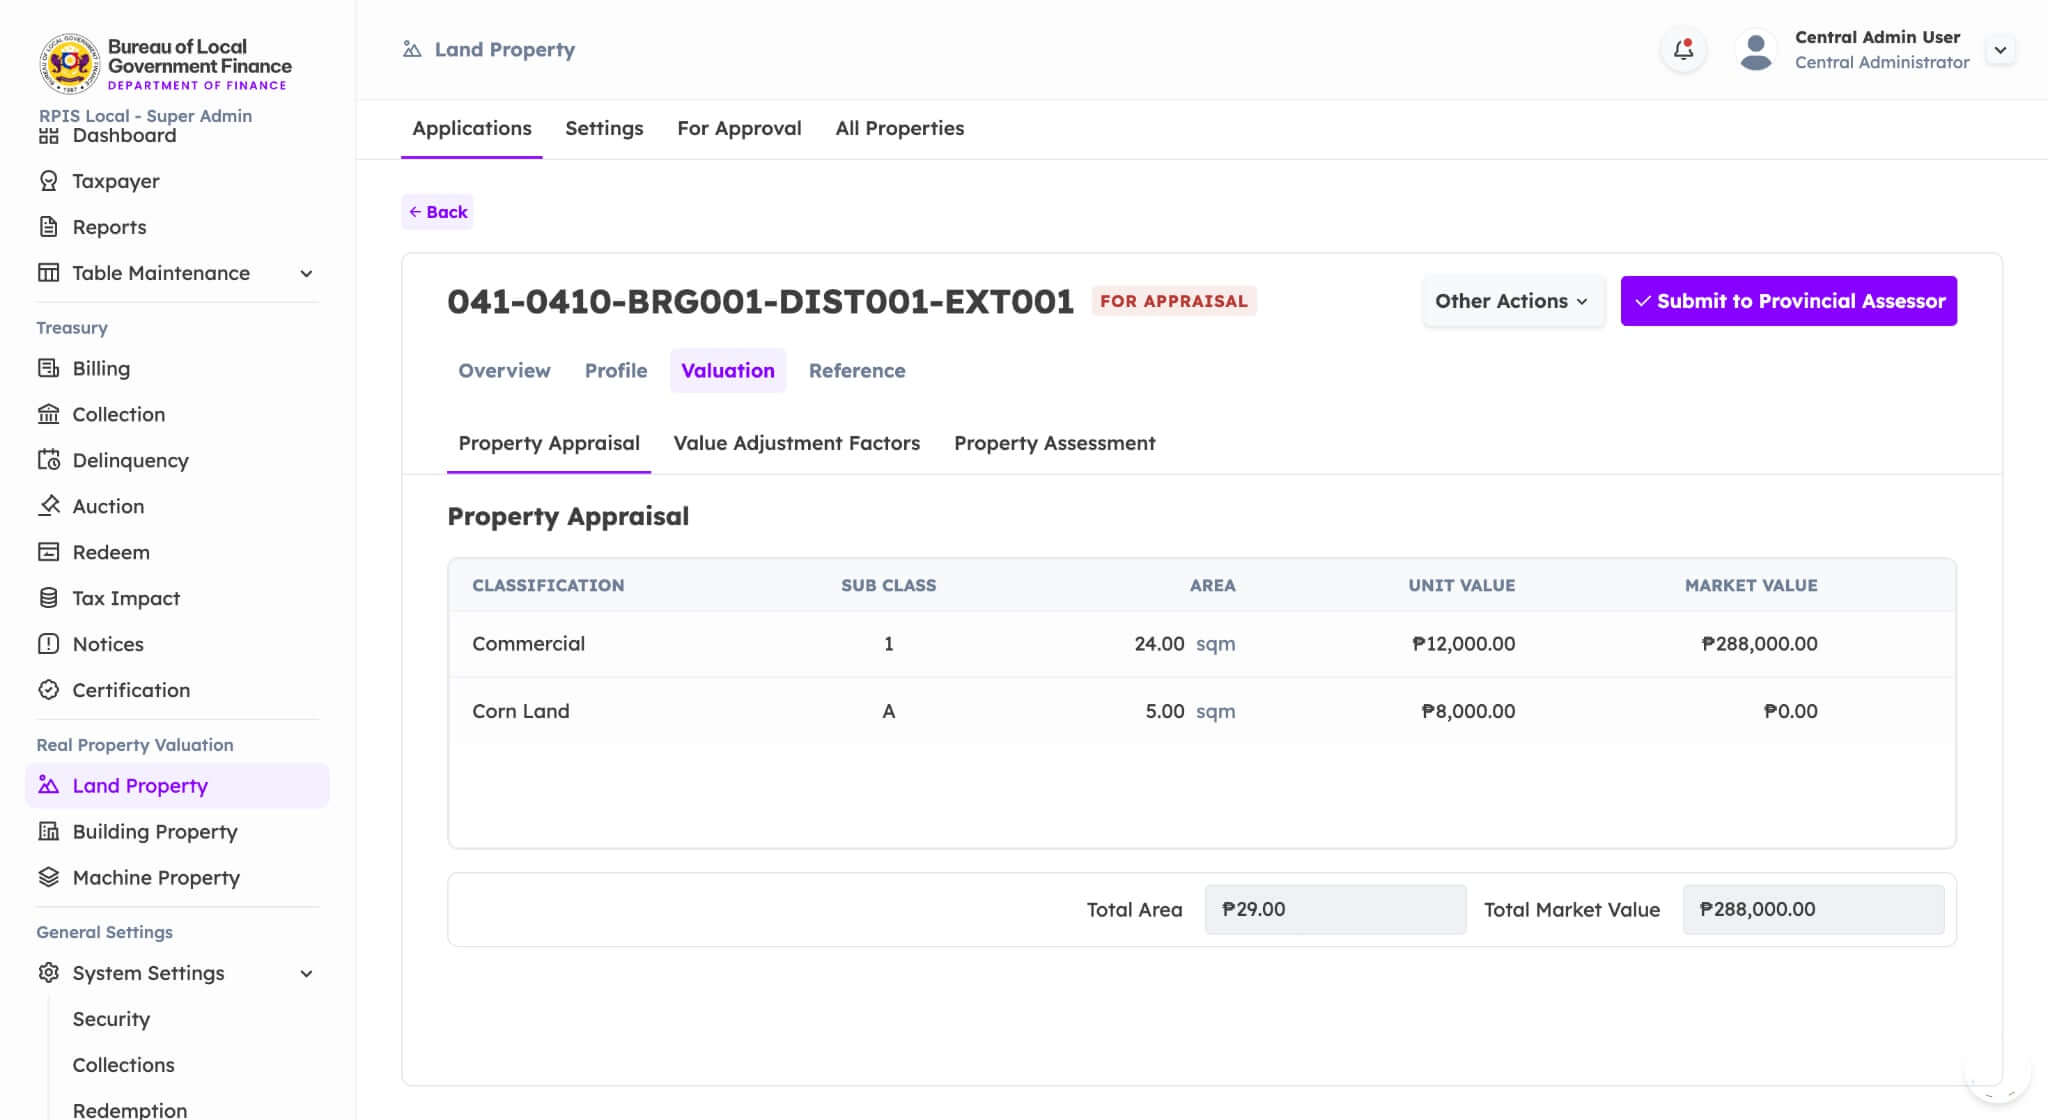 Bureau of Local
Government Finance
DEPARTMENT OF FINANCE
RPIS Local - Super Admin
Dashboard
Taxpayer
Reports
Table Maintenance
Treasury
Billing
Collection
Delinquency
Auction
Redeem
Tax Impact
Notices
Certification
Real Property Valuation
Land Property
Building Property
Machine Property
General Settings
System Settings
Security
Collections
Redemption
Land Property
Central Admin User
Central Administrator
Applications Settings For Approval All Properties
← Back
041-0410-BRG001-DIST001-EXT001 FOR APPRAISAL Other Actions ✓ Submit to Provincial Assessor
Overview Profile Valuation Reference
Property Appraisal Value Adjustment Factors Property Assessment
Property Appraisal
CLASSIFICATION SUB CLASS AREA UNIT VALUE MARKET VALUE
Commercial 1 24.00 sqm ₱12,000.00 ₱288,000.00
Corn Land A 5.00 sqm ₱8,000.00 ₱0.00
Total Area ₱29.00 Total Market Value ₱288,000.00